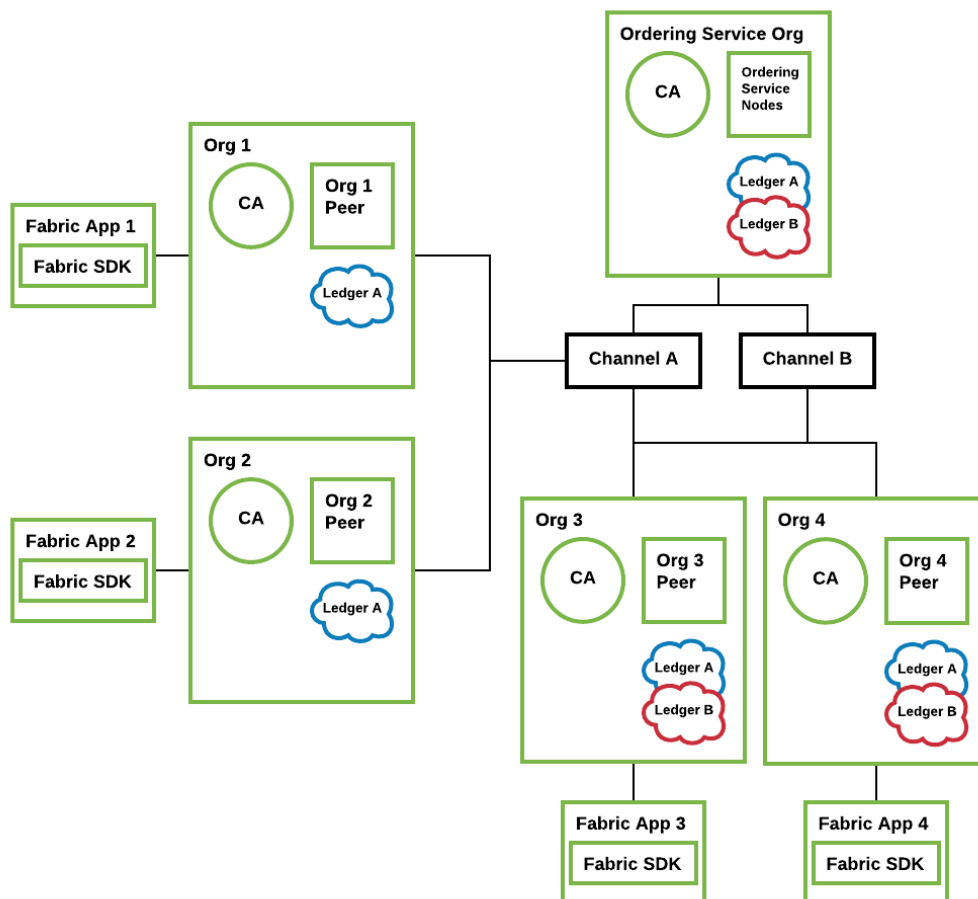 Ordering Service Org
CA
Ordering
Service
Nodes
Ledger A
Ledger B
Org 1
CA
Org 1
Peer
Ledger A
Fabric App 1
Fabric SDK
Channel A
Channel B
Org 2
CA
Org 2
Peer
Ledger A
Fabric App 2
Fabric SDK
Org 3
CA
Org 3
Peer
Ledger A
Ledger B
Org 4
CA
Org 4
Peer
Ledger A
Ledger B
Fabric App 3
Fabric SDK
Fabric App 4
Fabric SDK